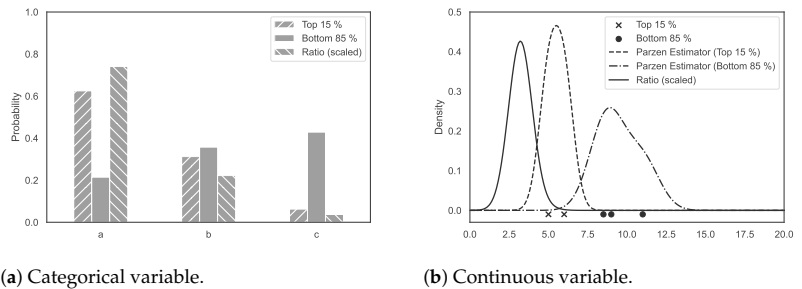 1.0
0.8
0.6
0.4
0.2
0.0
Probability
Top 15 %
Bottom 85 %
Ratio (scaled)
a b c
(a) Categorical variable.
0.5
0.4
0.3
0.2
0.1
0.0
Density
Top 15 %
Bottom 85 %
Parzen Estimator (Top 15 %)
Parzen Estimator (Bottom 85 %)
Ratio (scaled)
0.0 2.5 5.0 7.5 10.0 12.5 15.0 17.5 20.0
(b) Continuous variable.